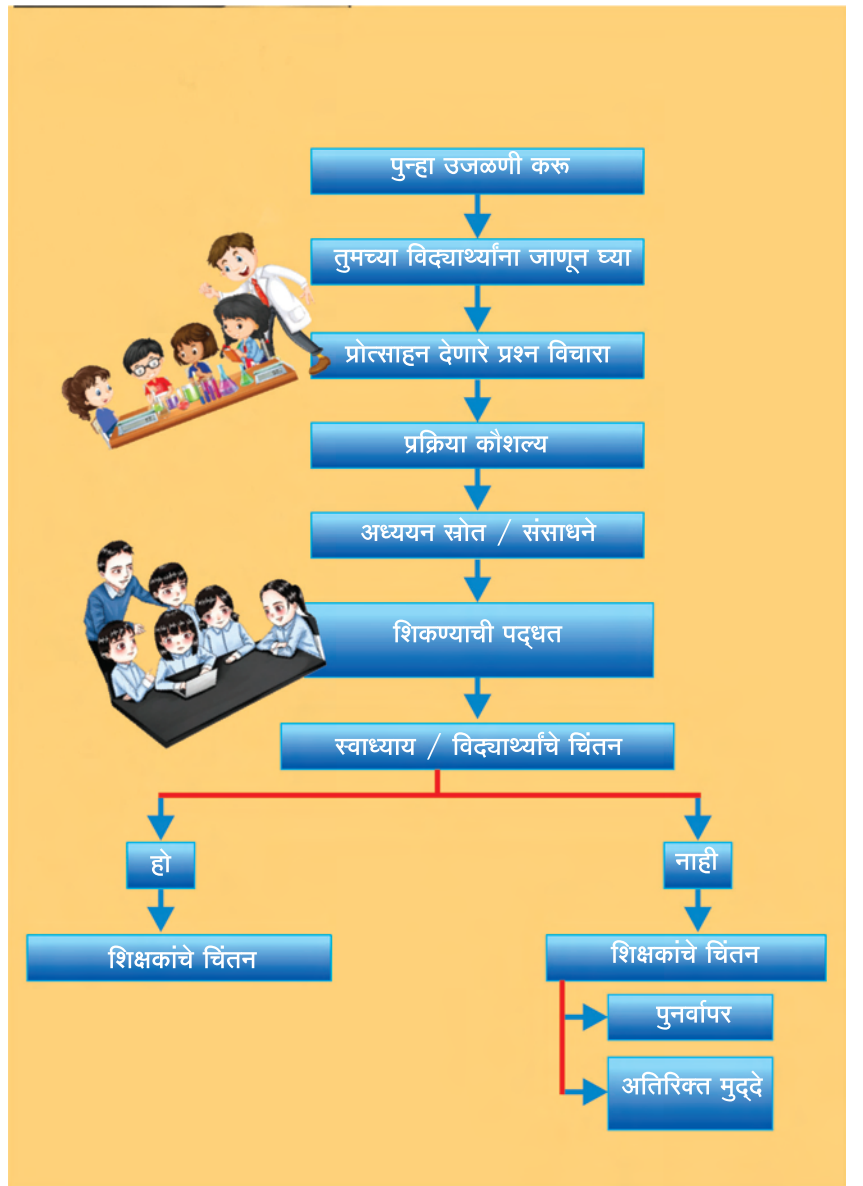 पुन्हा उजळणी करू
तुमच्या विद्यार्थ्यांना जाणून घ्या
प्रोत्साहन देणारे प्रश्न विचारा
प्रक्रिया कौशल्य
अध्ययन स्रोत / संसाधने
शिकण्याची पद्धत
स्वाध्याय / विद्यार्थ्यांचे चिंतन
हो
नाही
शिक्षकांचे चिंतन
शिक्षकांचे चिंतन
पुनर्वापर
अतिरिक्त मुद्दे